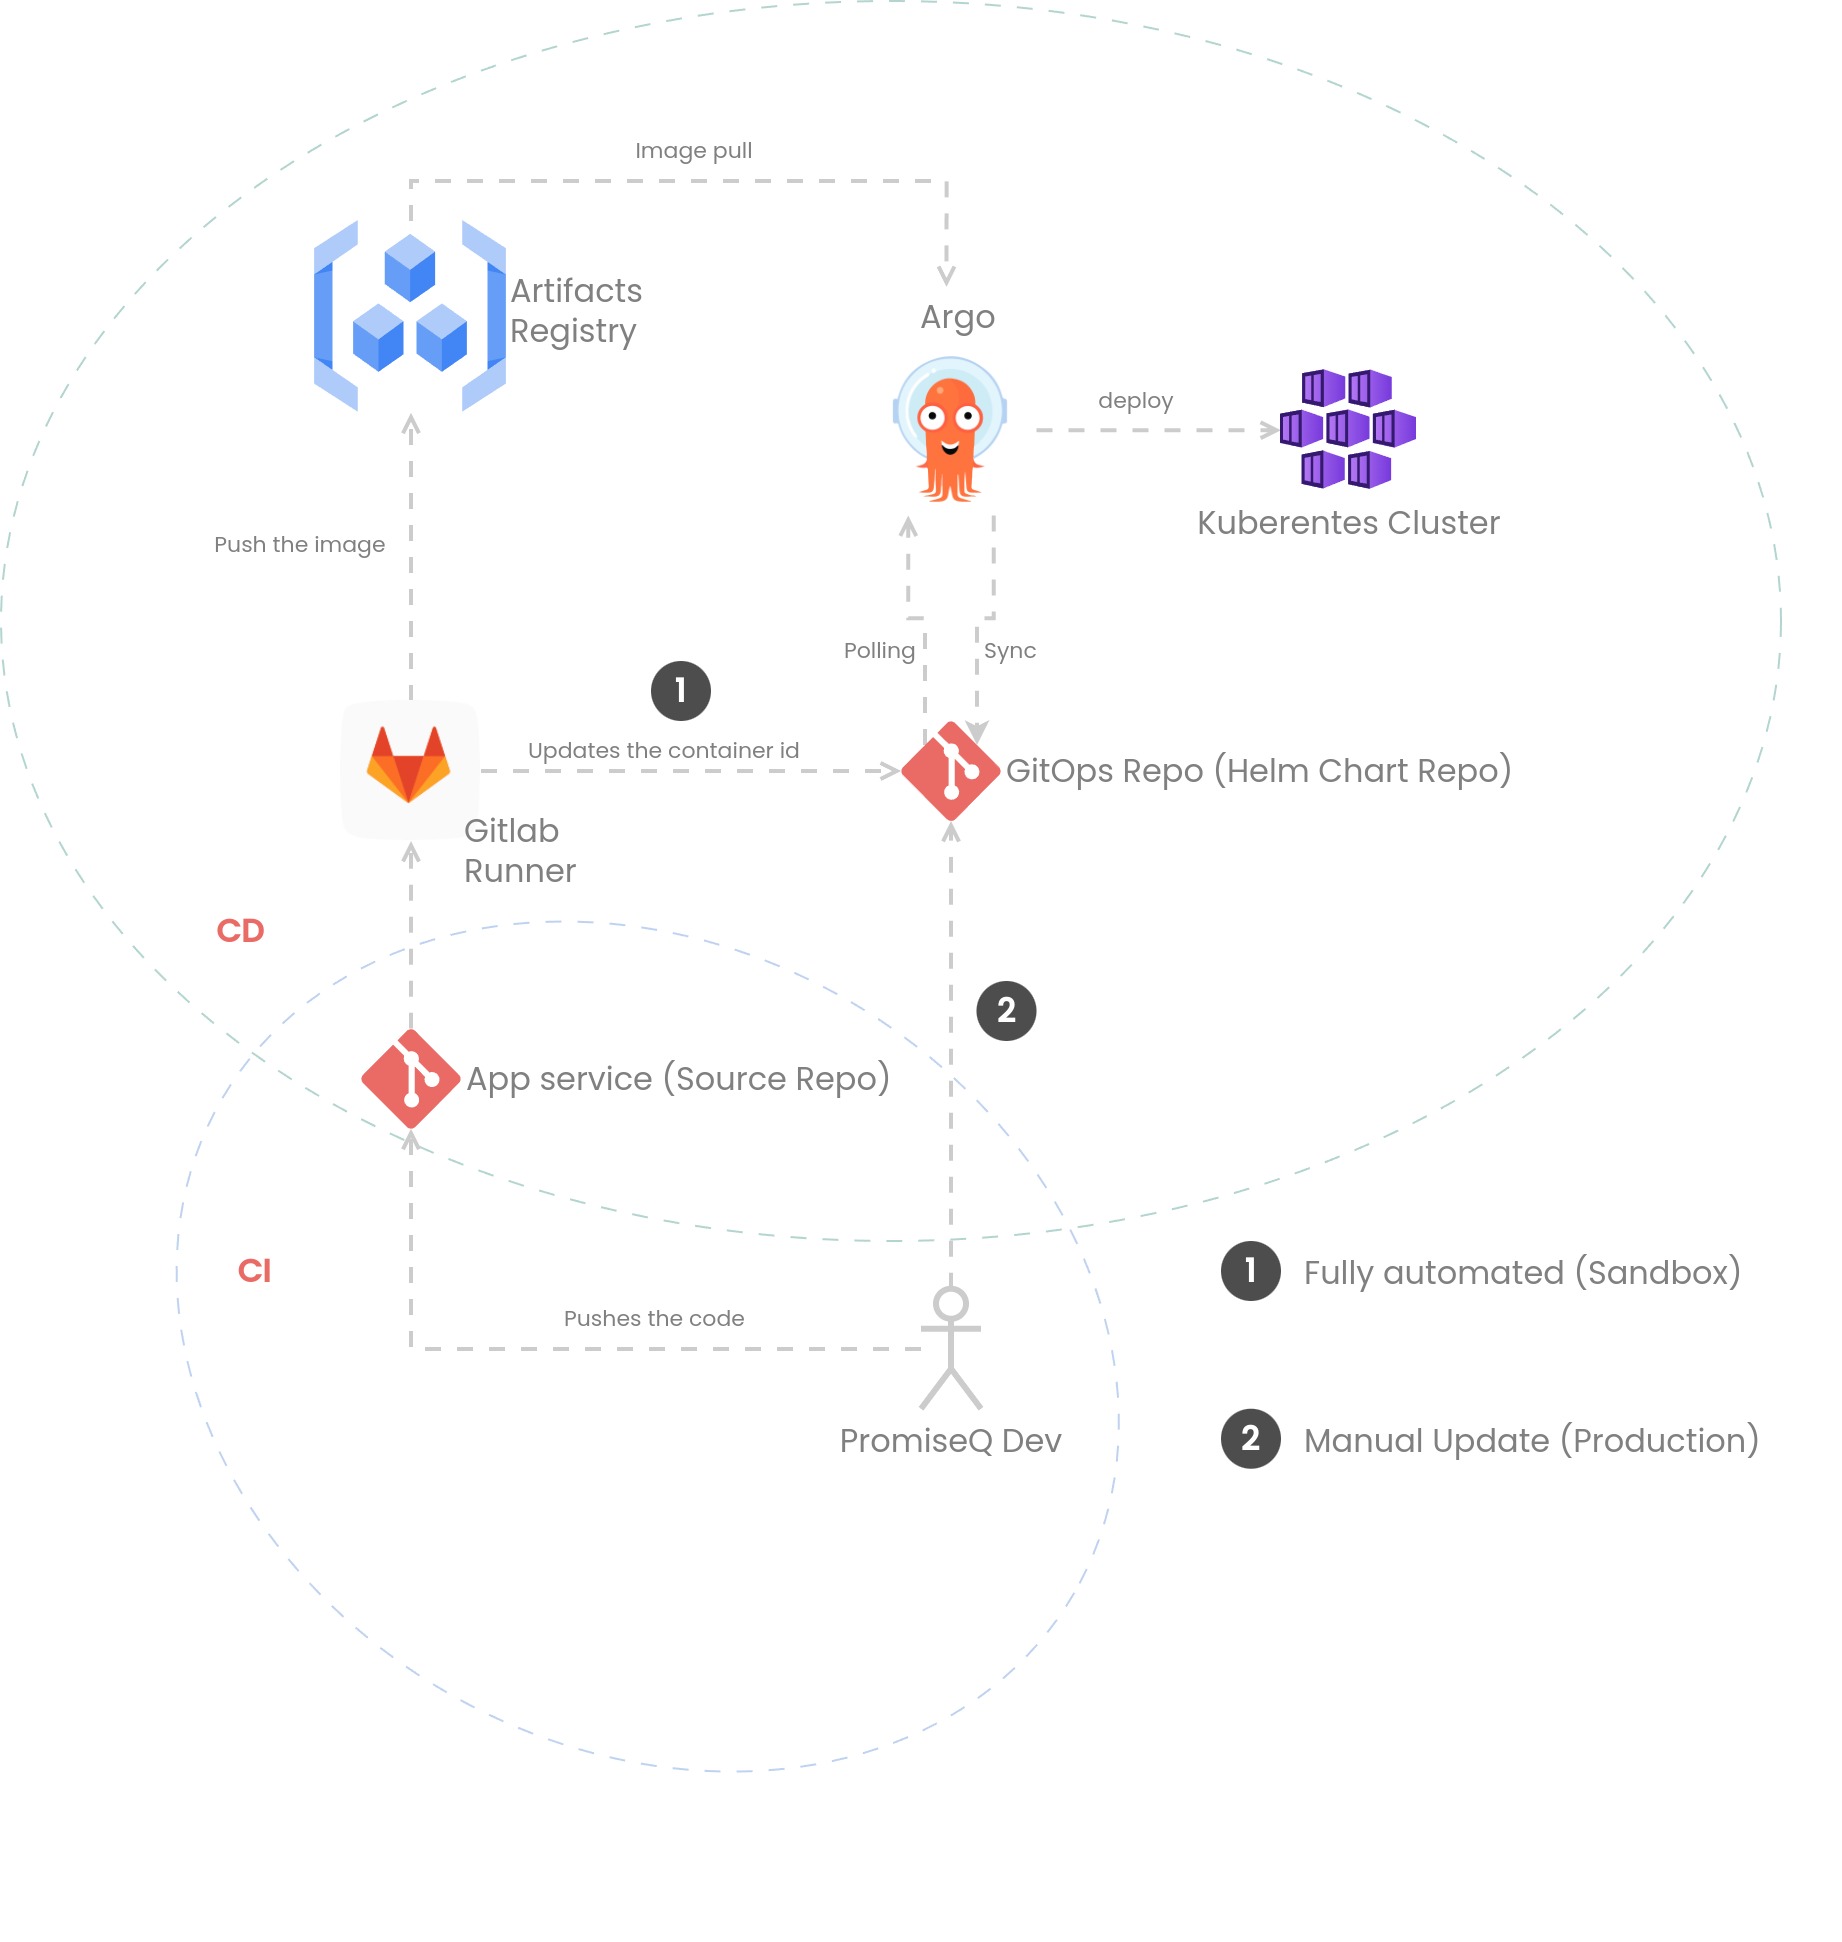 Image pull
Artifacts
Registry
Argo
deploy
Kuberentes Cluster
Push the image
Polling
Sync
1
Updates the container id
GitOps Repo (Helm Chart Repo)
Gitlab
Runner
CD
2
App service (Source Repo)
CI
1 Fully automated (Sandbox)
Pushes the code
PromiseQ Dev
2 Manual Update (Production)